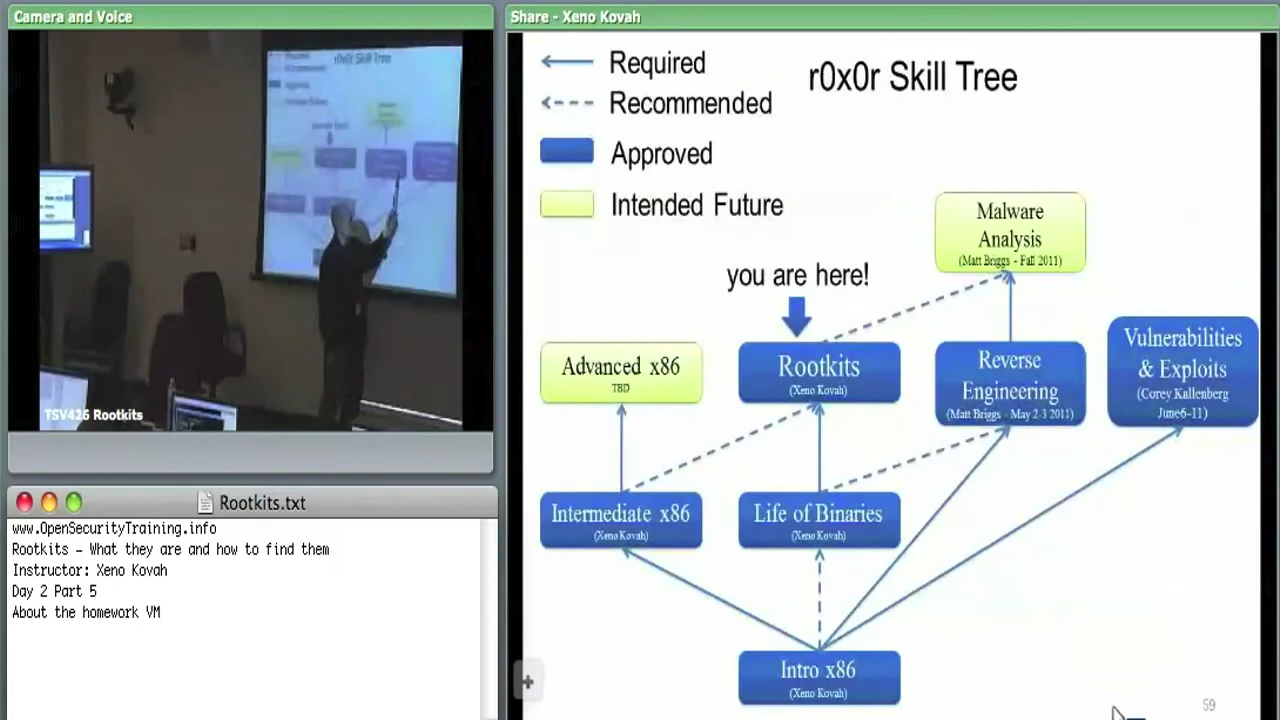 Camera and Voice
r0x0r Skill Tree
TSV426 Rootkits
Rootkits.txt
www.OpenSecurityTraining.info
Rootkits – What they are and how to find them
Instructor: Xeno Kovah
Day 2 Part 5
About the homework VM
Share - Xeno Kovah
Required
Recommended
Approved
Intended Future
r0x0r Skill Tree
you are here!
Malware
Analysis
(Matt Briggs - Fall 2011)
Advanced x86
TBD
Rootkits
(Xeno Kovah)
Reverse
Engineering
(Matt Briggs - May 2-3 2011)
Vulnerabilities
& Exploits
(Corey Kallenberg
June6-11)
Intermediate x86
(Xeno Kovah)
Life of Binaries
(Xeno Kovah)
Intro x86
(Xeno Kovah)
59